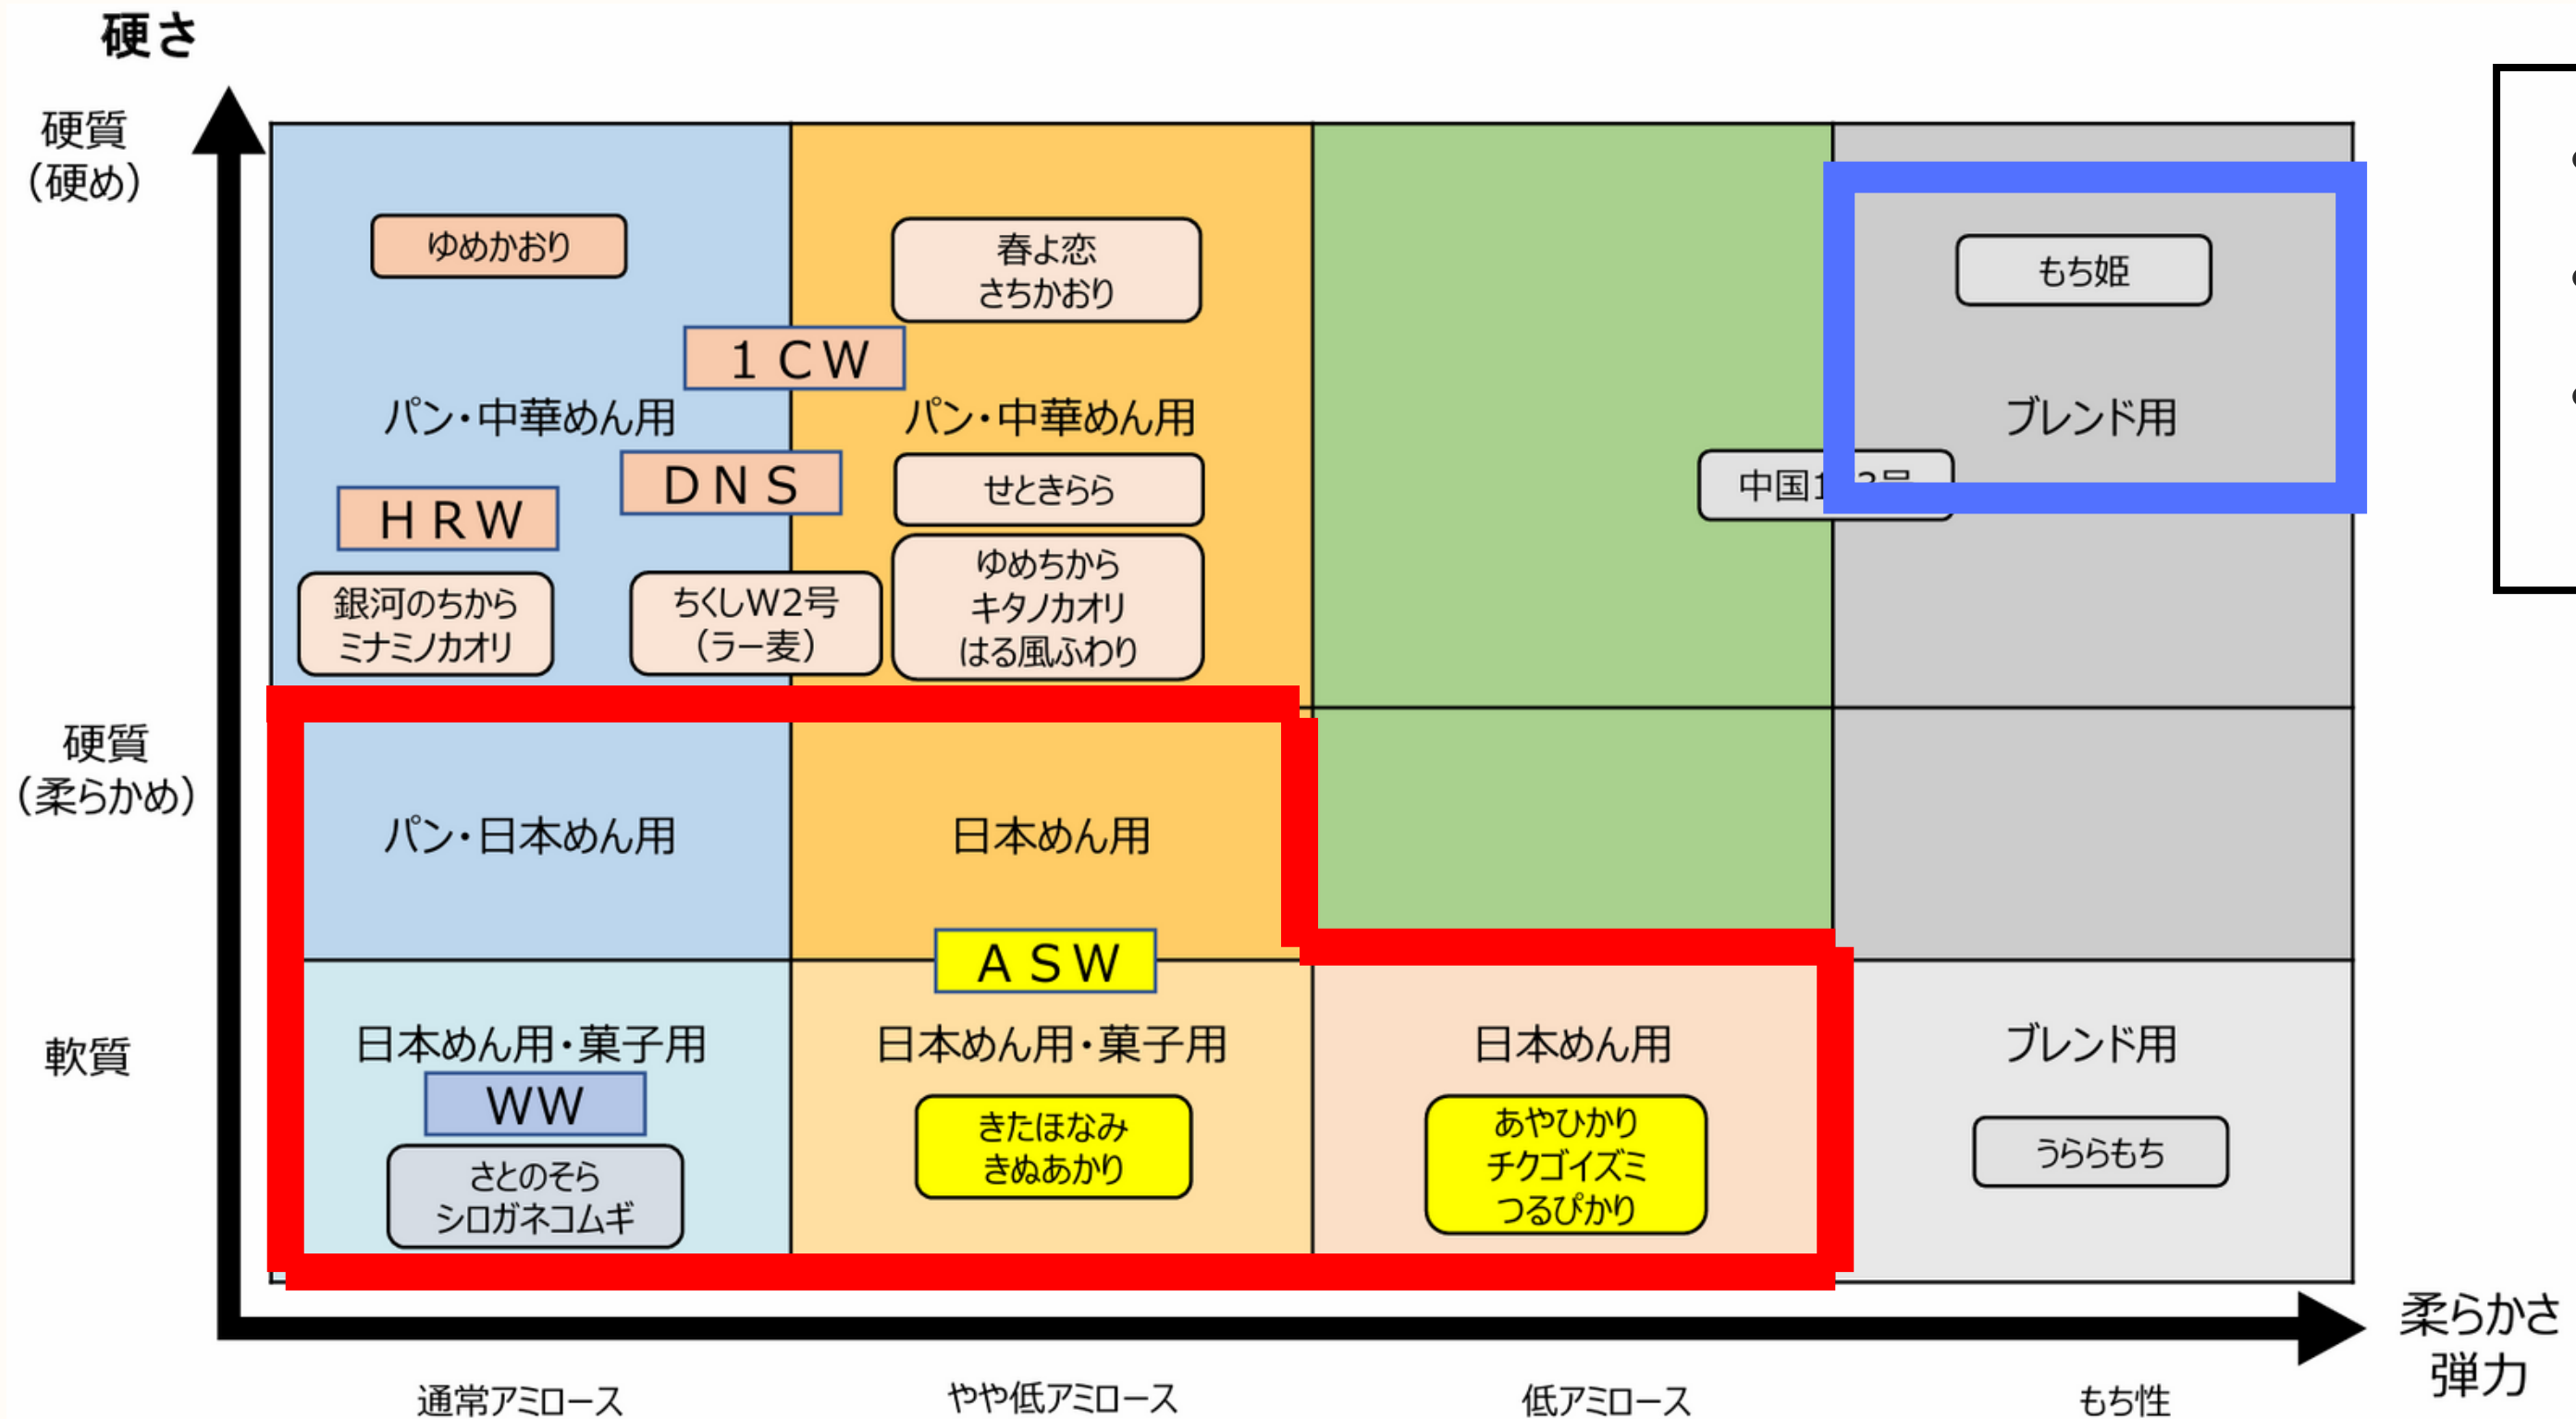 硬さ
硬質
（硬め）
ゆめかおり
春よ恋
さちかおり
もち姫
1 CW
パン・中華めん用
パン・中華めん用
ブレンド用
DNS
せときらら
中国1
HRW
銀河のちから
ミナミノカオリ
ちくしW2号
（ラー麦）
ゆめちから
キタノカオリ
はる風ふわり
硬質
（柔らかめ）
パン・日本めん用
日本めん用
ASW
軟質
日本めん用・菓子用
日本めん用・菓子用
日本めん用
ブレンド用
WW
さとのそら
シロガネコムギ
きたほなみ
きぬあかり
あやひかり
チクゴイズミ
つるぴかり
うららもち
柔らかさ
弾力
通常アミロース
やや低アミロース
低アミロース
もち性